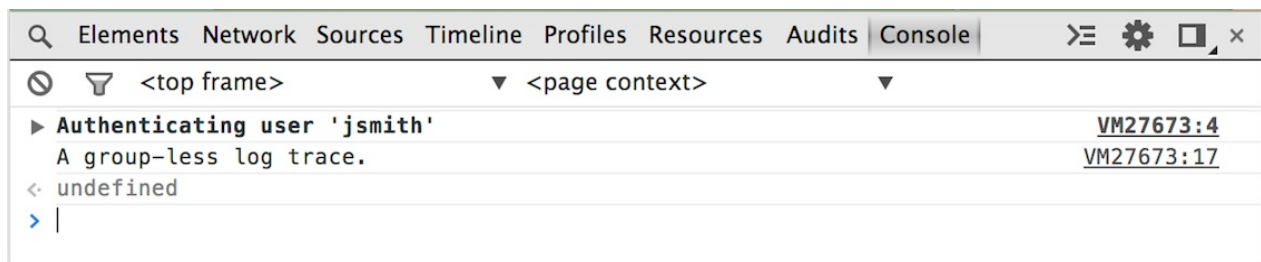 Elements Network Sources Timeline Profiles Resources Audits Console
<top frame> <page context>
Authenticating user 'jsmith' VM27673:4
A group-less log trace. VM27673:17
undefined